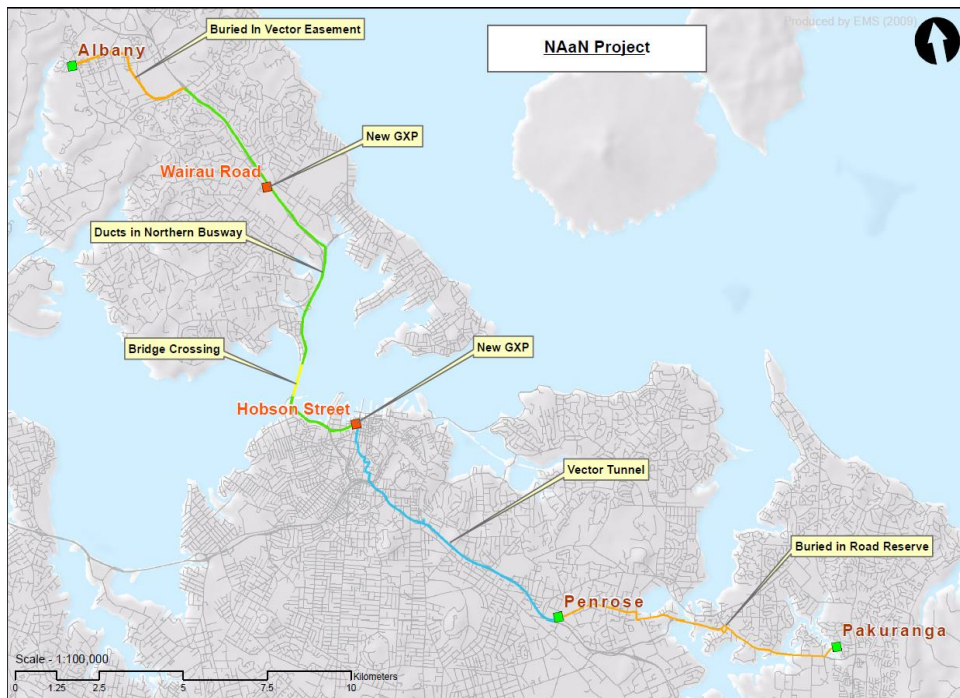 Produced by EMS (2009)
Buried In Vector Easement
NAaN Project
Albany
New GXP
Wairau Road
Ducts in Northern Busway
Bridge Crossing
New GXP
Hobson Street
Vector Tunnel
Buried in Road Reserve
Penrose
Pakuranga
Scale - 1:100,000
Kilometers
0 1.25 2.5 5 7.5 10